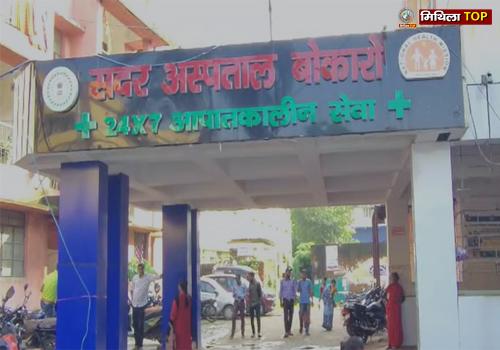 मिथिला TOP
सदर अस्पताल बोकारो
24X7 आपातकालीन सेवा